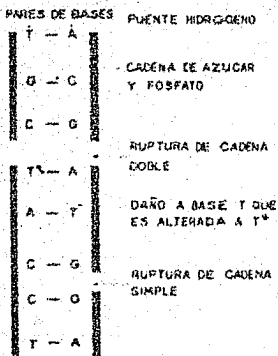 PARES DE BASES
PUENTE HIDROGENO
T — A
G — C
CADENA DE AZUCAR
Y FOSFATO
C — G
RUPTURA DE CADENA
DOBLE
T* — A
A — T
DAÑO A BASE T QUE
ES ALTERADA A T*
C — G
RUPTURA DE CADENA
SIMPLE
C — G
T — A